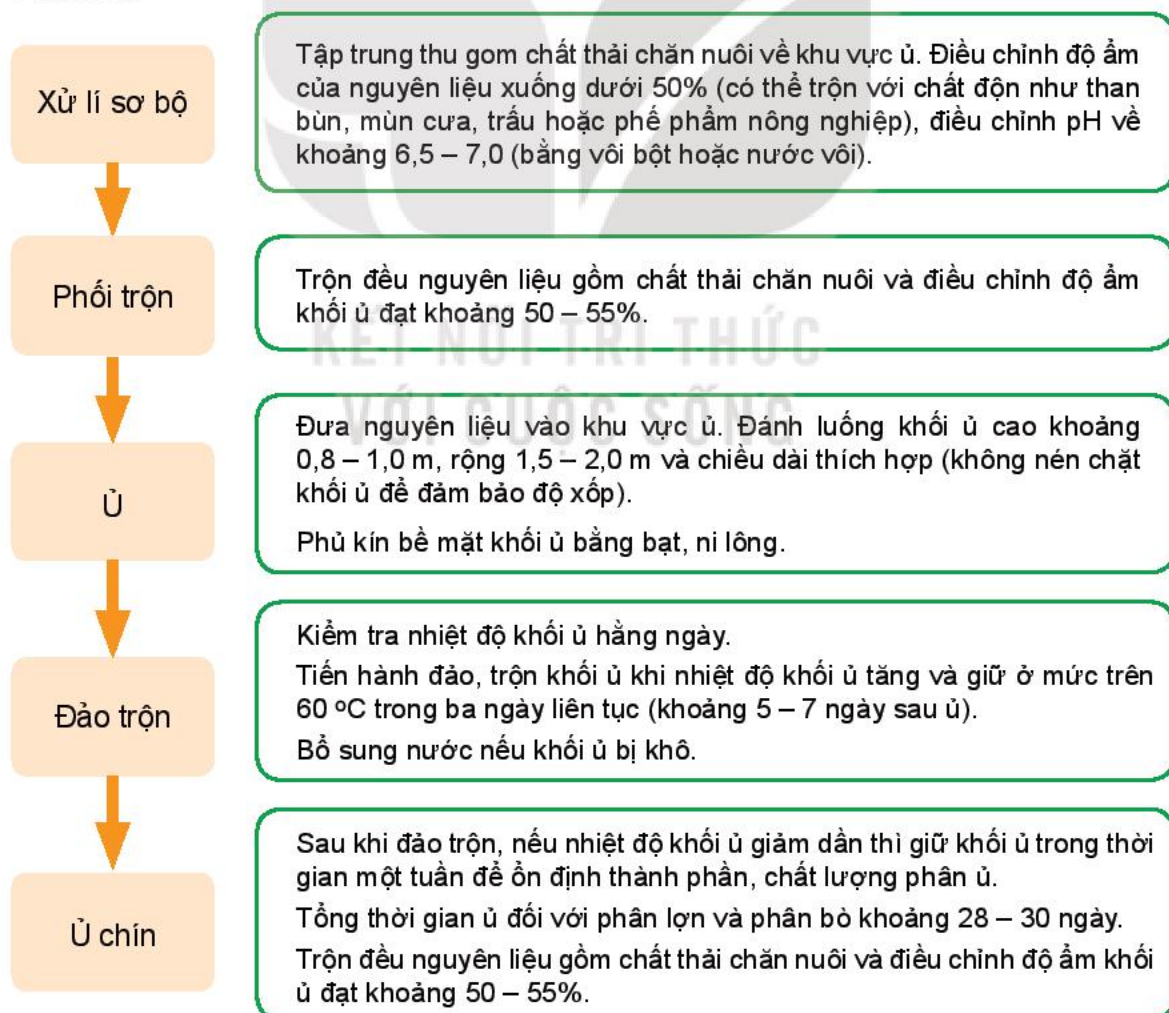 Xử lí sơ bộ
Tập trung thu gom chất thải chăn nuôi về khu vực ủ. Điều chỉnh độ ẩm
của nguyên liệu xuống dưới 50% (có thể trộn với chất độn như than
bùn, mùn cưa, trấu hoặc phế phẩm nông nghiệp), điều chỉnh pH về
khoảng 6,5 – 7,0 (bằng vôi bột hoặc nước vôi).
Phối trộn
Trộn đều nguyên liệu gồm chất thải chăn nuôi và điều chỉnh độ ẩm
khối ủ đạt khoảng 50 – 55%.
KẾT NỐI TRI THỨC
VỚI CUỘC SỐNG
Ủ
Đưa nguyên liệu vào khu vực ủ. Đánh luống khối ủ cao khoảng
0,8 – 1,0 m, rộng 1,5 – 2,0 m và chiều dài thích hợp (không nén chặt
khối ủ để đảm bảo độ xốp).
Phủ kín bề mặt khối ủ bằng bạt, ni lông.
Đảo trộn
Kiểm tra nhiệt độ khối ủ hằng ngày.
Tiến hành đảo, trộn khối ủ khi nhiệt độ khối ủ tăng và giữ ở mức trên
60 ºC trong ba ngày liên tục (khoảng 5 – 7 ngày sau ủ).
Bổ sung nước nếu khối ủ bị khô.
Ủ chín
Sau khi đảo trộn, nếu nhiệt độ khối ủ giảm dần thì giữ khối ủ trong thời
gian một tuần để ổn định thành phần, chất lượng phân ủ.
Tổng thời gian ủ đối với phân lợn và phân bò khoảng 28 – 30 ngày.
Trộn đều nguyên liệu gồm chất thải chăn nuôi và điều chỉnh độ ẩm khối
ủ đạt khoảng 50 – 55%.